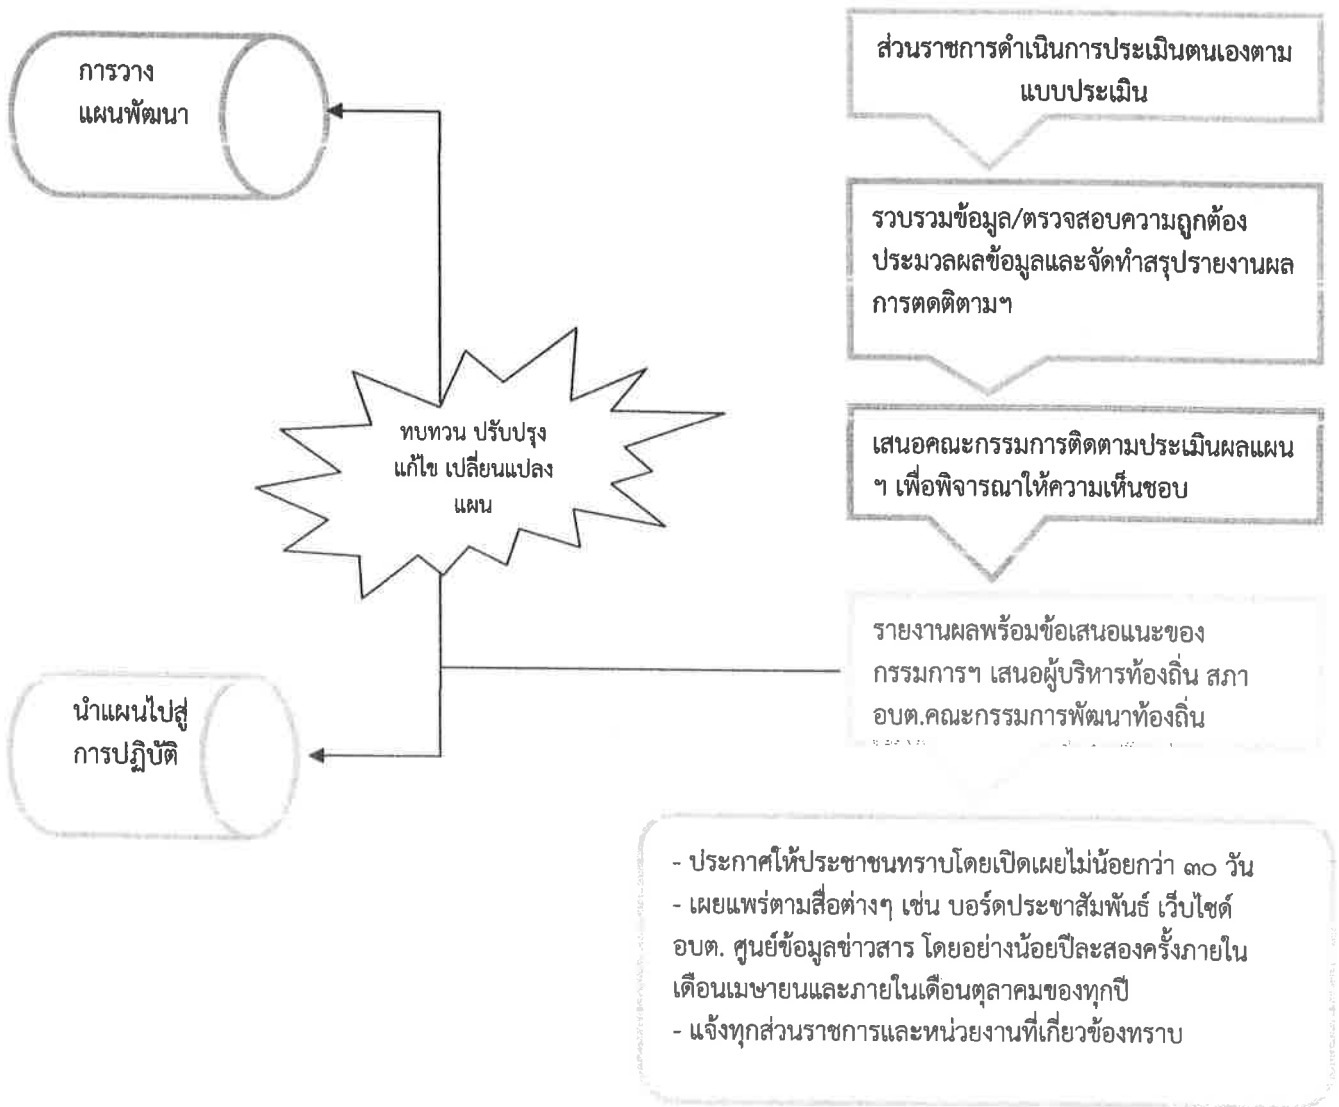 การวาง
แผนพัฒนา
ทบทวน ปรับปรุง
แก้ไข เปลี่ยนแปลง
แผน
นำแผนไปสู่
การปฏิบัติ
ส่วนราชการดำเนินการประเมินตนเองตาม
แบบประเมิน
รวบรวมข้อมูล/ตรวจสอบความถูกต้อง
ประมวลผลข้อมูลและจัดทำสรุปรายงานผล
การตดติตามฯ
เสนอคณะกรรมการติดตามประเมินผลแผน
ฯ เพื่อพิจารณาให้ความเห็นชอบ
รายงานผลพร้อมข้อเสนอแนะของ
กรรมการฯ เสนอผู้บริหารท้องถิ่น สภา
อบต.คณะกรรมการพัฒนาท้องถิ่น
- ประกาศให้ประชาชนทราบโดยเปิดเผยไม่น้อยกว่า ๓๐ วัน
- เผยแพร่ตามสื่อต่างๆ เช่น บอร์ดประชาสัมพันธ์ เว็บไซด์
อบต. ศูนย์ข้อมูลข่าวสาร โดยอย่างน้อยปีละสองครั้งภายใน
เดือนเมษายนและภายในเดือนตุลาคมของทุกปี
- แจ้งทุกส่วนราชการและหน่วยงานที่เกี่ยวข้องทราบ